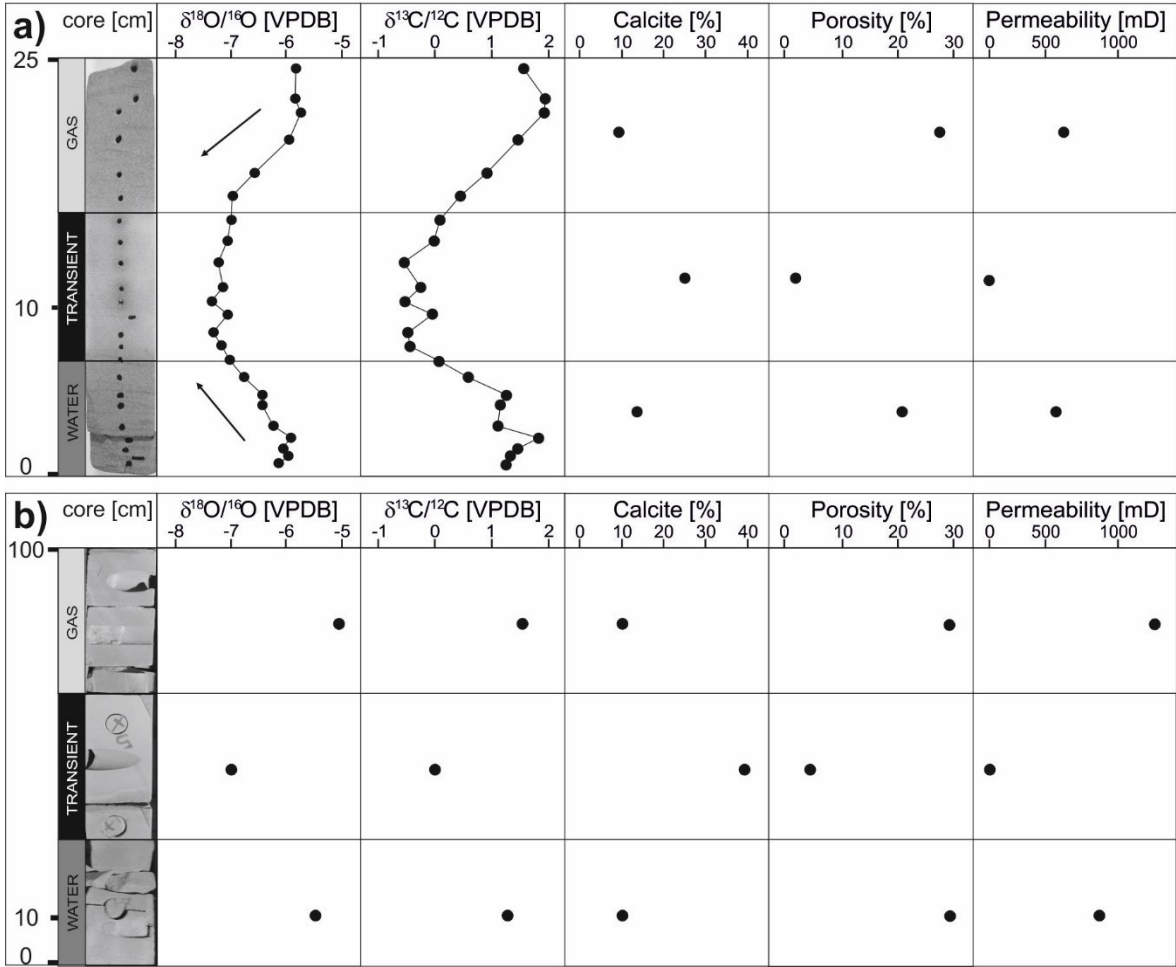 a) core [cm] δ¹⁸O/¹⁶O [VPDB] δ¹³C/¹²C [VPDB] Calcite [%] Porosity [%] Permeability [mD]
-8 -7 -6 -5 -1 0 1 2 0 10 20 30 40 0 10 20 30 0 500 1000
25
GAS
TRANSIENT
10
WATER
0
b) core [cm] δ¹⁸O/¹⁶O [VPDB] δ¹³C/¹²C [VPDB] Calcite [%] Porosity [%] Permeability [mD]
-8 -7 -6 -5 -1 0 1 2 0 10 20 30 40 0 10 20 30 0 500 1000
100
GAS
TRANSIENT
WATER
10
0